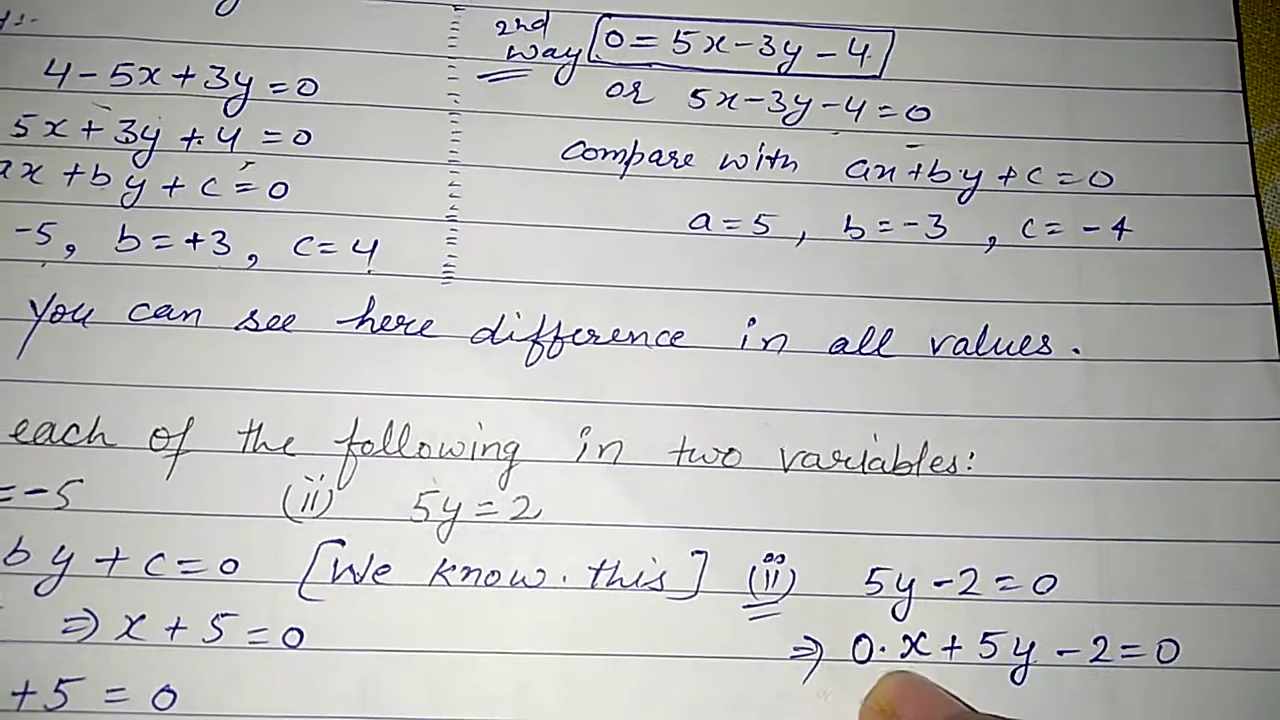 4-5x+3y=0
5x+3y+4=0
ax+by+c=0
-5, b=+3, c=4
2nd way 0=5x-3y-4
or 5x-3y-4=0
Compare with ax+by+c=0
a=5, b=-3, c=-4
You can see here difference in all values.
each of the following in two variables:
=-5 (ii) 5y=2
by+c=0 [We know this] (ii) 5y-2=0
⇒ x+5=0
⇒ 0·x+5y-2=0
+5=0